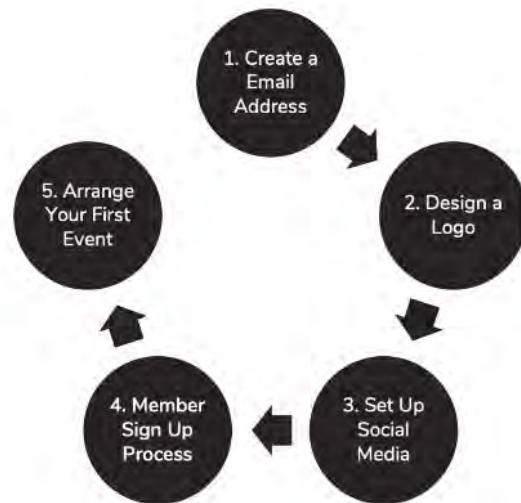 1. Create a
Email
Address
2. Design a
Logo
3. Set Up
Social
Media
4. Member
Sign Up
Process
5. Arrange
Your First
Event